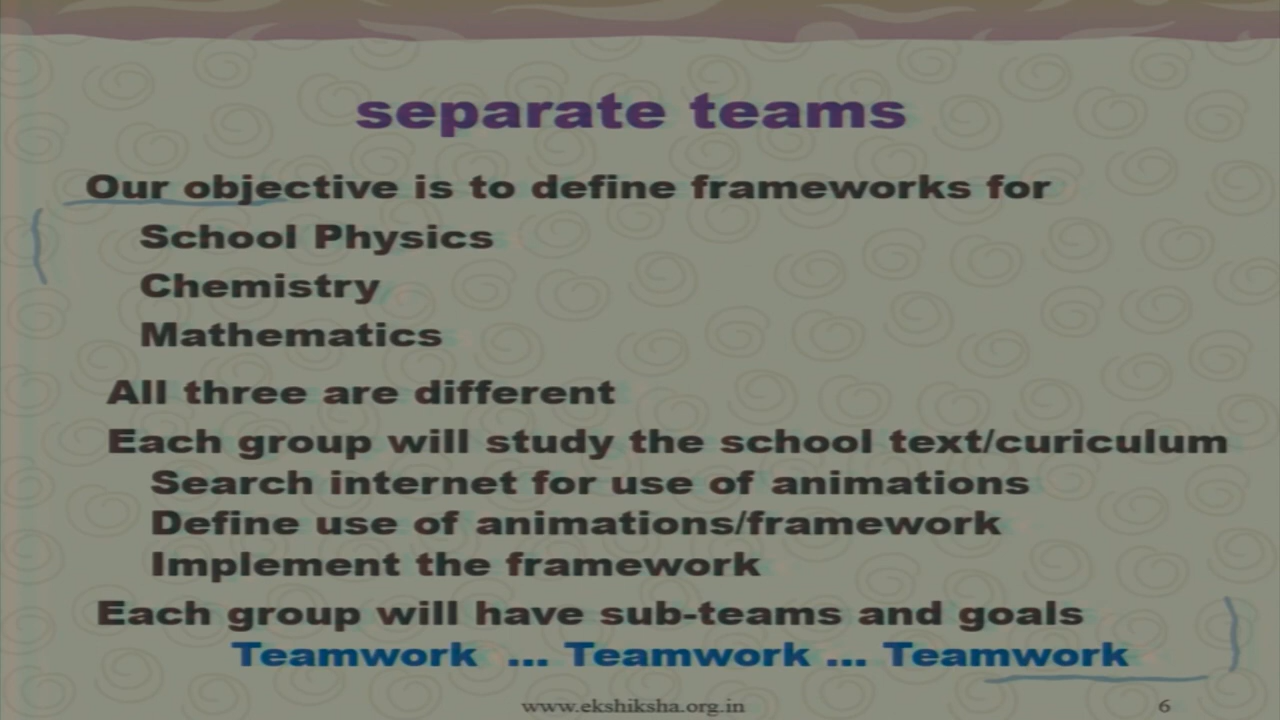 separate teams
Our objective is to define frameworks for
School Physics
Chemistry
Mathematics
All three are different
Each group will study the school text/curiculum
Search internet for use of animations
Define use of animations/framework
Implement the framework
Each group will have sub-teams and goals
Teamwork ... Teamwork ... Teamwork
www.ekshiksha.org.in 6